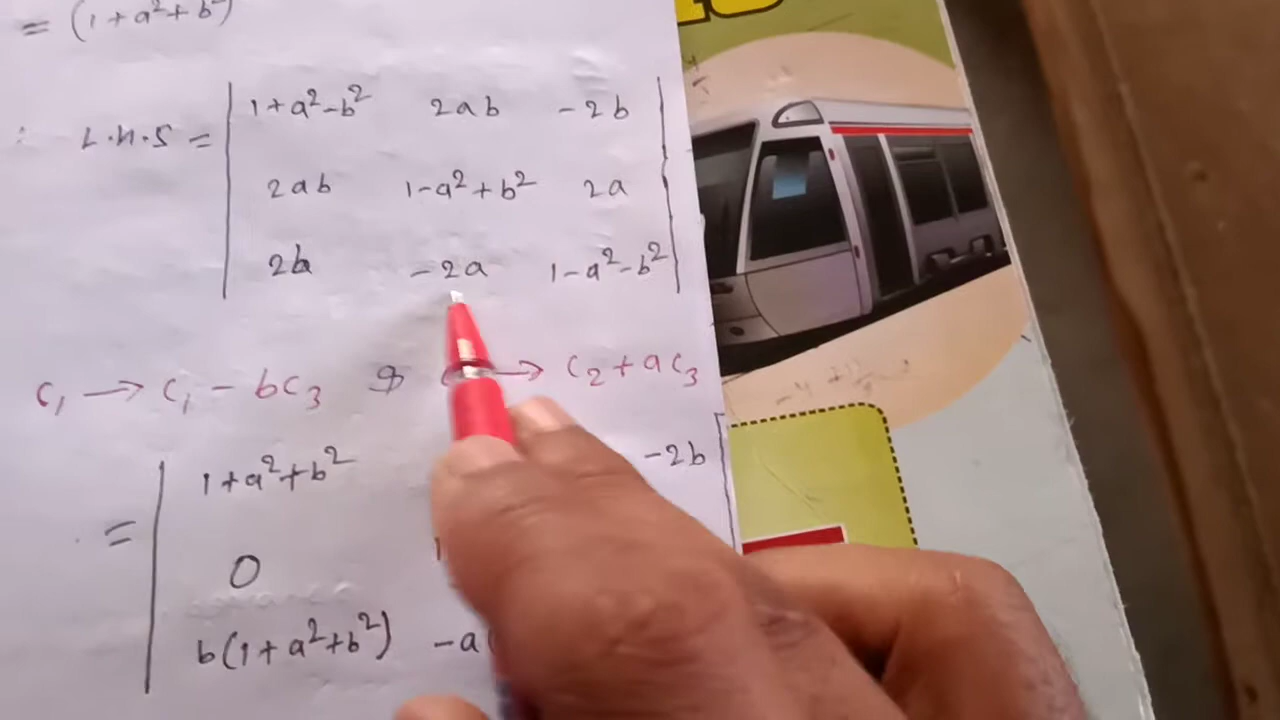 = (1+a²+b²)
∴ L.H.S = | 1+a²-b² 2ab -2b |
| 2ab 1-a²+b² 2a |
| 2b -2a 1-a²-b² |
C₁ → C₁ - bC₃ & → C₂ + aC₃
| 1+a²+b² -2b |
= | 0
| b(1+a²+b²) -a